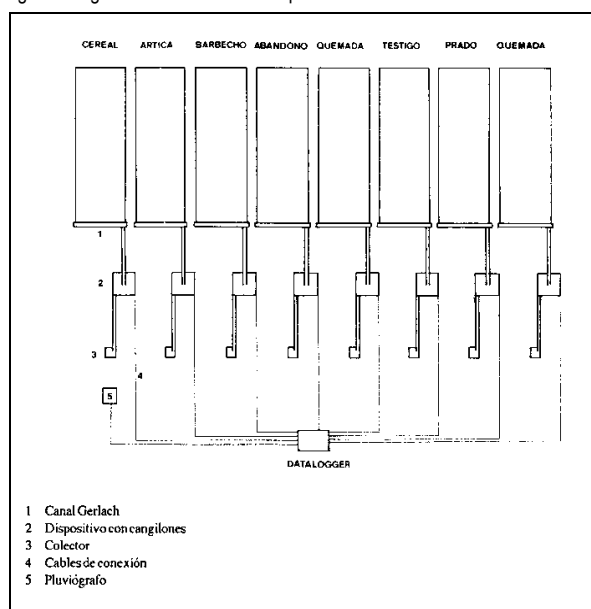 CEREAL ARTICA BARBECHO ABANDONO QUEMADA TESTIGO PRADO QUEMADA
1
2
3
4
5
DATALOGGER
1 Canal Gerlach
2 Dispositivo con cangilones
3 Colector
4 Cables de conexión
5 Pluviógrafo